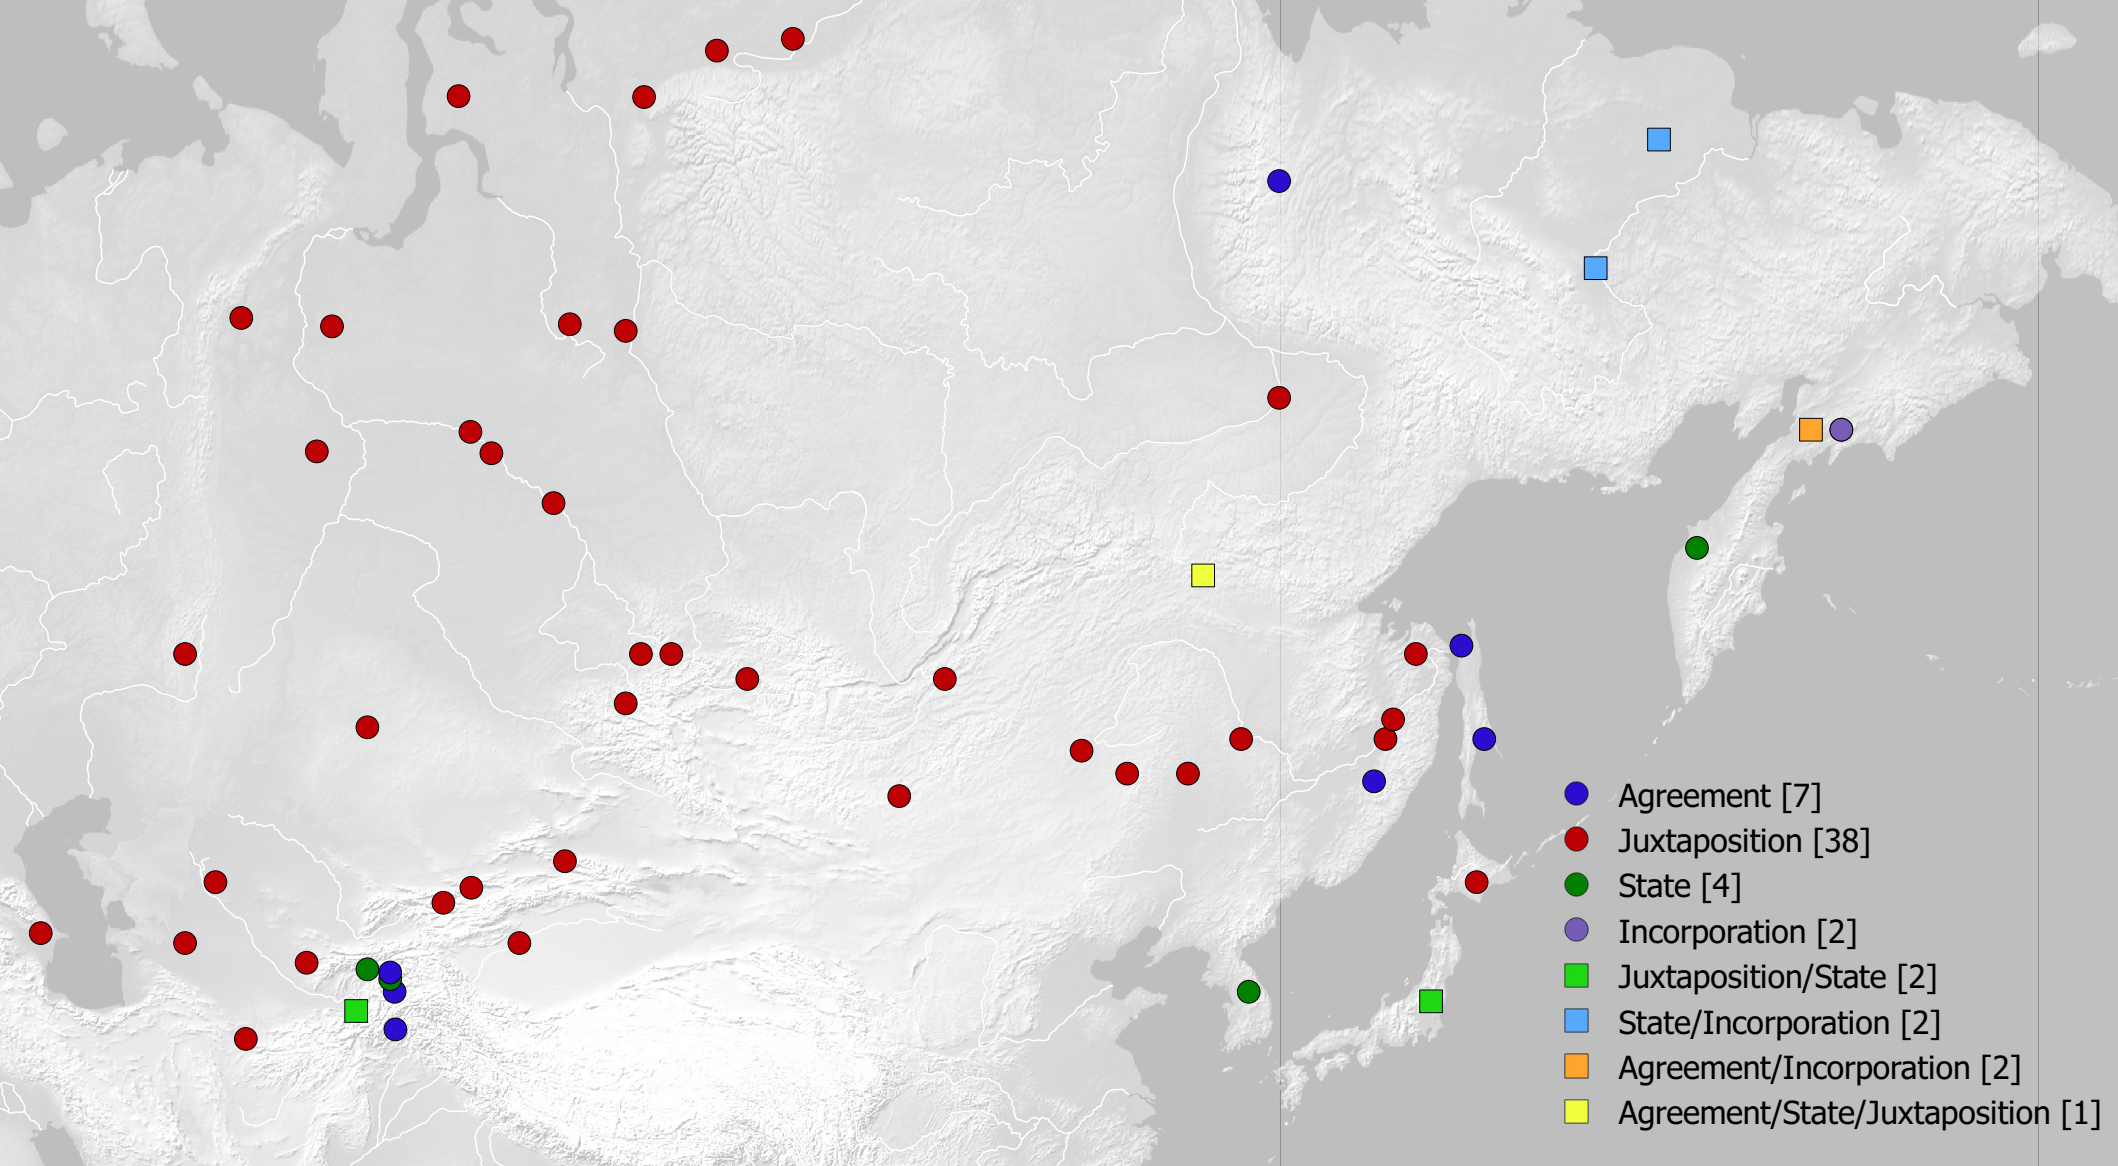 Agreement [7]
Juxtaposition [38]
State [4]
Incorporation [2]
Juxtaposition/State [2]
State/Incorporation [2]
Agreement/Incorporation [2]
Agreement/State/Juxtaposition [1]